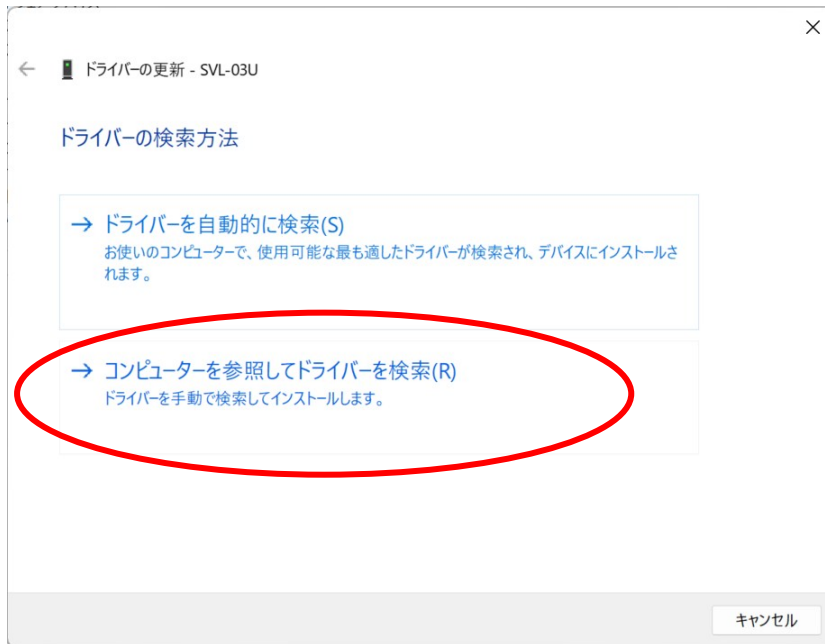 ドライバーの更新 - SVL-03U
ドライバーの検索方法
→ ドライバーを自動的に検索(S)
お使いのコンピューターで、使用可能な最も適したドライバーが検索され、デバイスにインストールさ
れます。
→ コンピューターを参照してドライバーを検索(R)
ドライバーを手動で検索してインストールします。
キャンセル